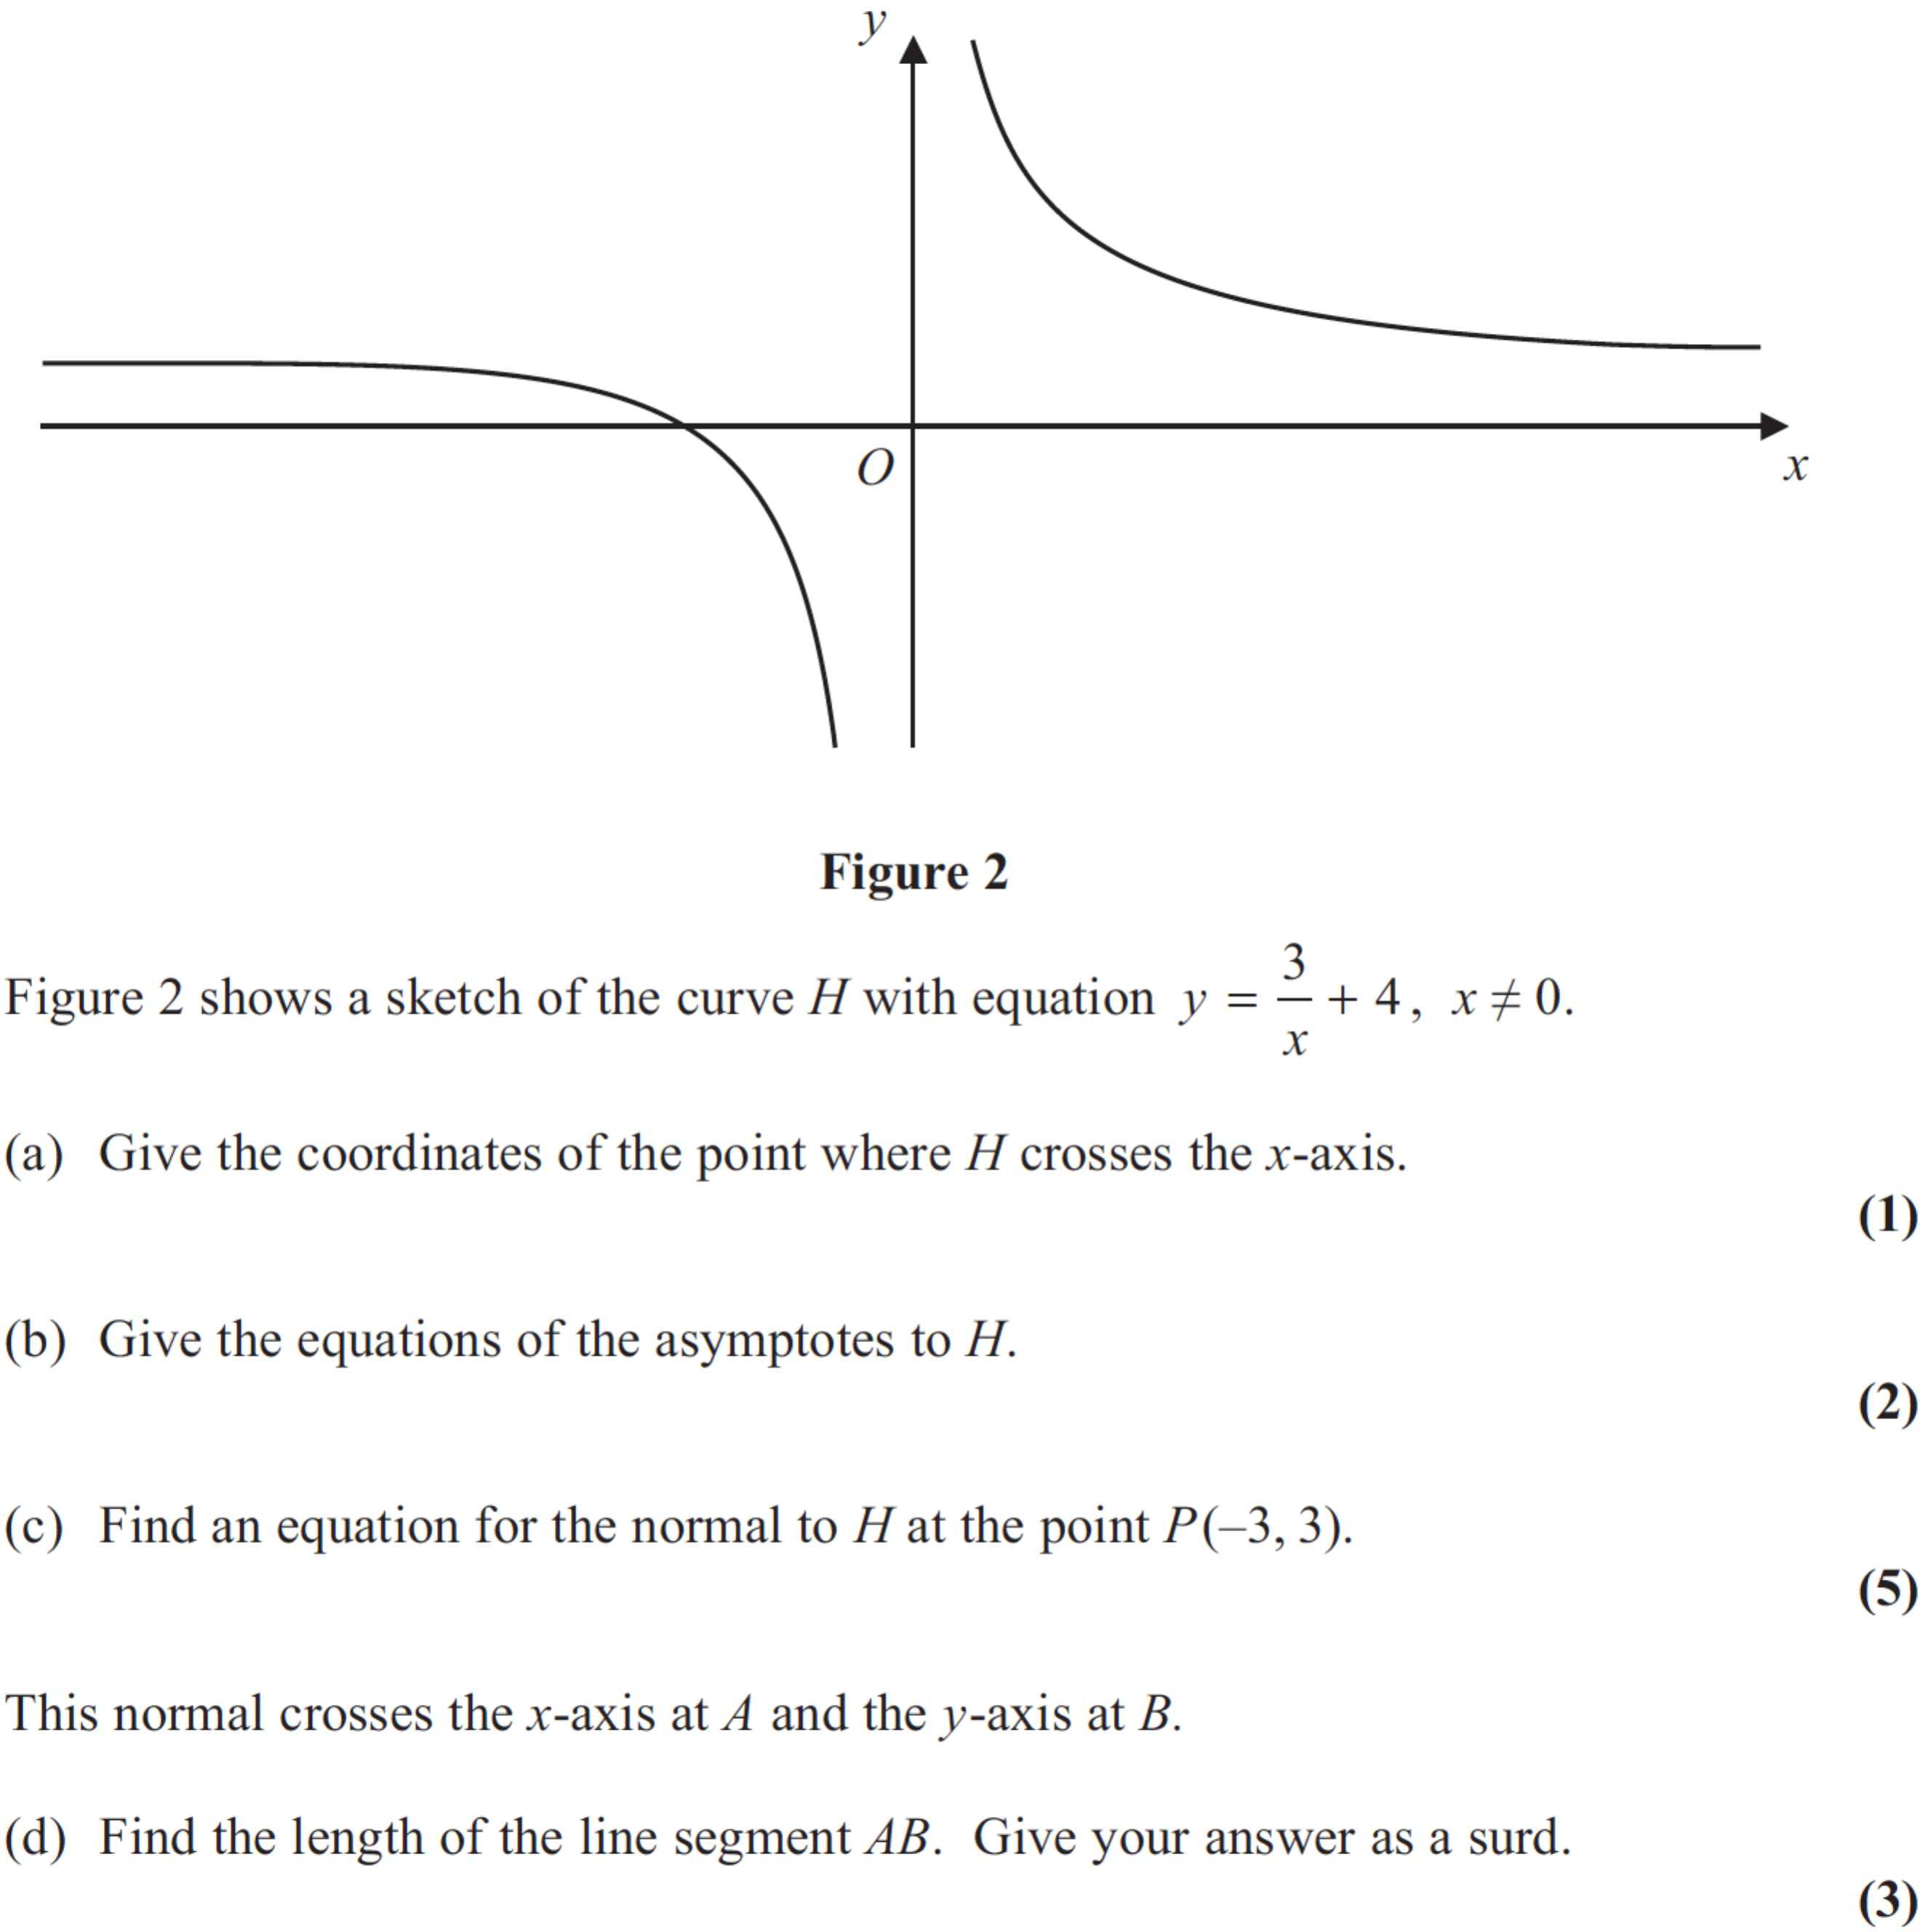 y
O
x
Figure 2
Figure 2 shows a sketch of the curve H with equation y = 3/x + 4, x ≠ 0.
(a) Give the coordinates of the point where H crosses the x-axis.
(1)
(b) Give the equations of the asymptotes to H.
(2)
(c) Find an equation for the normal to H at the point P(–3, 3).
(5)
This normal crosses the x-axis at A and the y-axis at B.
(d) Find the length of the line segment AB. Give your answer as a surd.
(3)